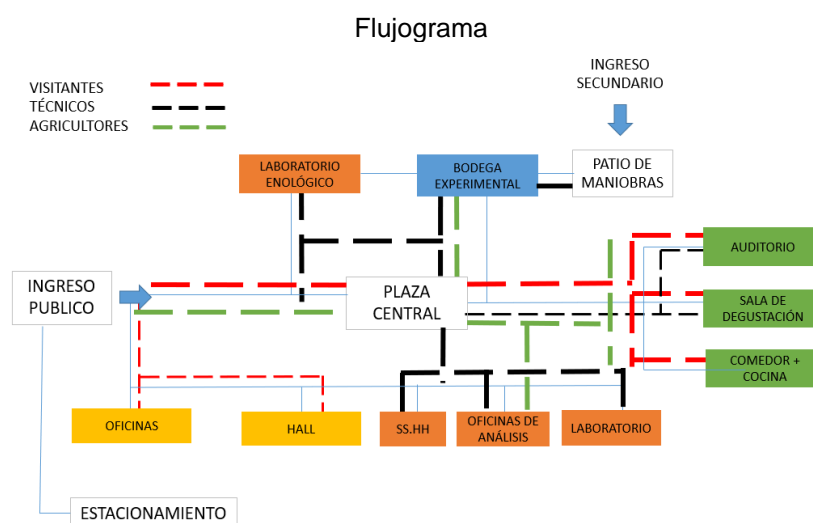 Flujograma
INGRESO
SECUNDARIO
VISITANTES
TÉCNICOS
AGRICULTORES
LABORATORIO
ENOLÓGICO
BODEGA
EXPERIMENTAL
PATIO DE
MANIOBRAS
AUDITORIO
INGRESO
PUBLICO
PLAZA
CENTRAL
SALA DE
DEGUSTACIÓN
COMEDOR +
COCINA
OFICINAS
HALL
SS.HH
OFICINAS DE
ANÁLISIS
LABORATORIO
ESTACIONAMIENTO